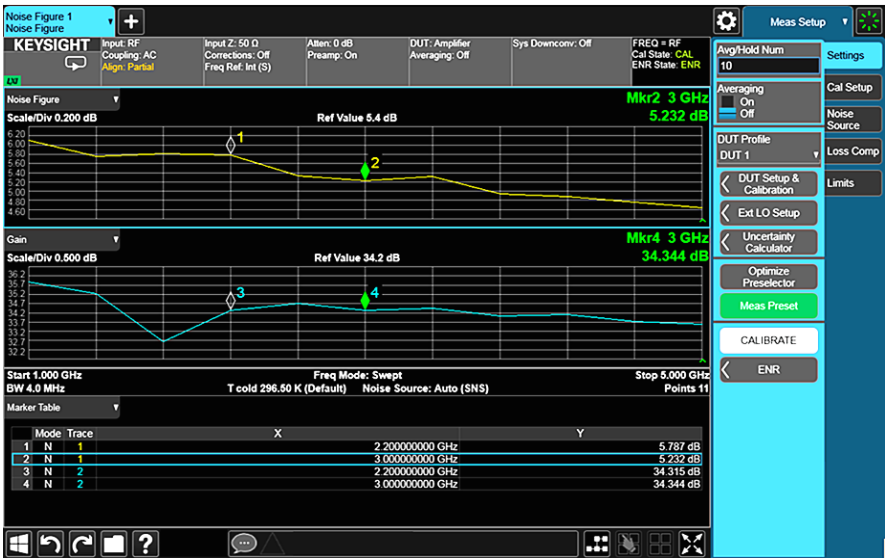 Noise Figure 1
Noise Figure
Meas Setup
KEYSIGHT
LXI
Input: RF
Coupling: AC
Align: Partial
Input Z: 50 Ω
Corrections: Off
Freq Ref: Int (S)
Atten: 0 dB
Preamp: On
DUT: Amplifier
Averaging: Off
Sys Downconv: Off
FREQ = RF
Cal State: CAL
ENR State: ENR
Noise Figure
Mkr2 3 GHz
Scale/Div 0.200 dB
Ref Value 5.4 dB
5.232 dB
6.20
6.00
5.80
5.60
5.40
5.20
5.00
4.80
4.60
1
2
Gain
Mkr4 3 GHz
Scale/Div 0.500 dB
Ref Value 34.2 dB
34.344 dB
36.2
35.7
35.2
34.7
34.2
33.7
33.2
32.7
32.2
3
4
Start 1.000 GHz
Freq Mode: Swept
Stop 5.000 GHz
BW 4.0 MHz
T cold 296.50 K (Default) Noise Source: Auto (SNS)
Points 11
Marker Table
Mode Trace X Y
1 N 1 2.200000000 GHz 5.787 dB
2 N 1 3.000000000 GHz 5.232 dB
3 N 2 2.200000000 GHz 34.315 dB
4 N 2 3.000000000 GHz 34.344 dB
?
Avg/Hold Num
10
Averaging
On
Off
DUT Profile
DUT 1
DUT Setup &
Calibration
Ext LO Setup
Uncertainty
Calculator
Optimize
Preselector
Meas Preset
CALIBRATE
ENR
Settings
Cal Setup
Noise
Source
Loss Comp
Limits